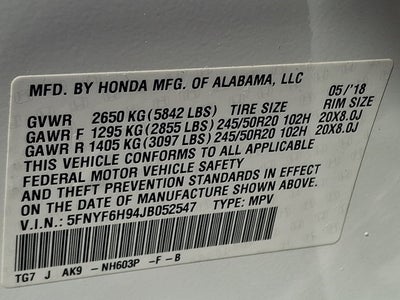 MFD. BY HONDA MFG. OF ALABAMA, LLC
05/'18
GVWR 2650 KG (5842 LBS) TIRE SIZE RIM SIZE
GAWR F 1295 KG (2855 LBS) 245/50R20 102H 20X8.0J
GAWR R 1405 KG (3097 LBS) 245/50R20 102H 20X8.0J
THIS VEHICLE CONFORMS TO ALL APPLICABLE
FEDERAL MOTOR VEHICLE SAFETY
AND THEFT PREVENTION STANDARDS IN EFFECT
ON THE DATE OF MANUFACTURE SHOWN ABOVE.
V.I.N.: 5FNYF6H94JB052547 TYPE: MPV
TG7 J AK9 -NH603P -F-B